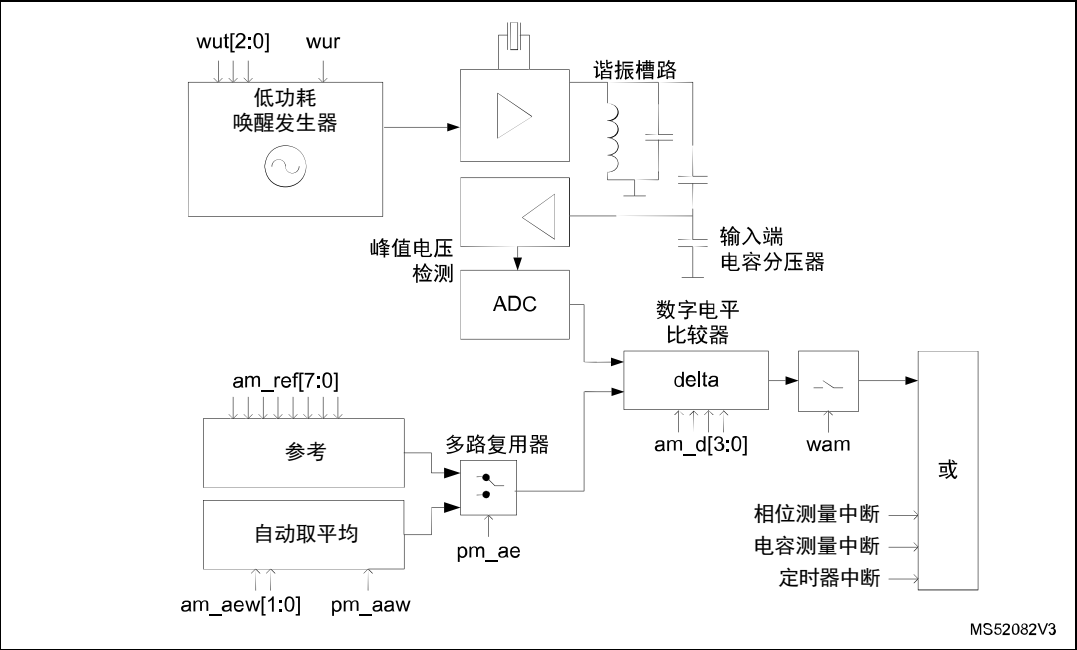 wut[2:0]
wur
低功耗
唤醒发生器
谐振槽路
峰值电压
检测
输入端
电容分压器
ADC
数字电平
比较器
delta
am_d[3:0]
wam
am_ref[7:0]
参考
多路复用器
自动取平均
pm_ae
am_aew[1:0]
pm_aaw
或
相位测量中断
电容测量中断
定时器中断
MS52082V3